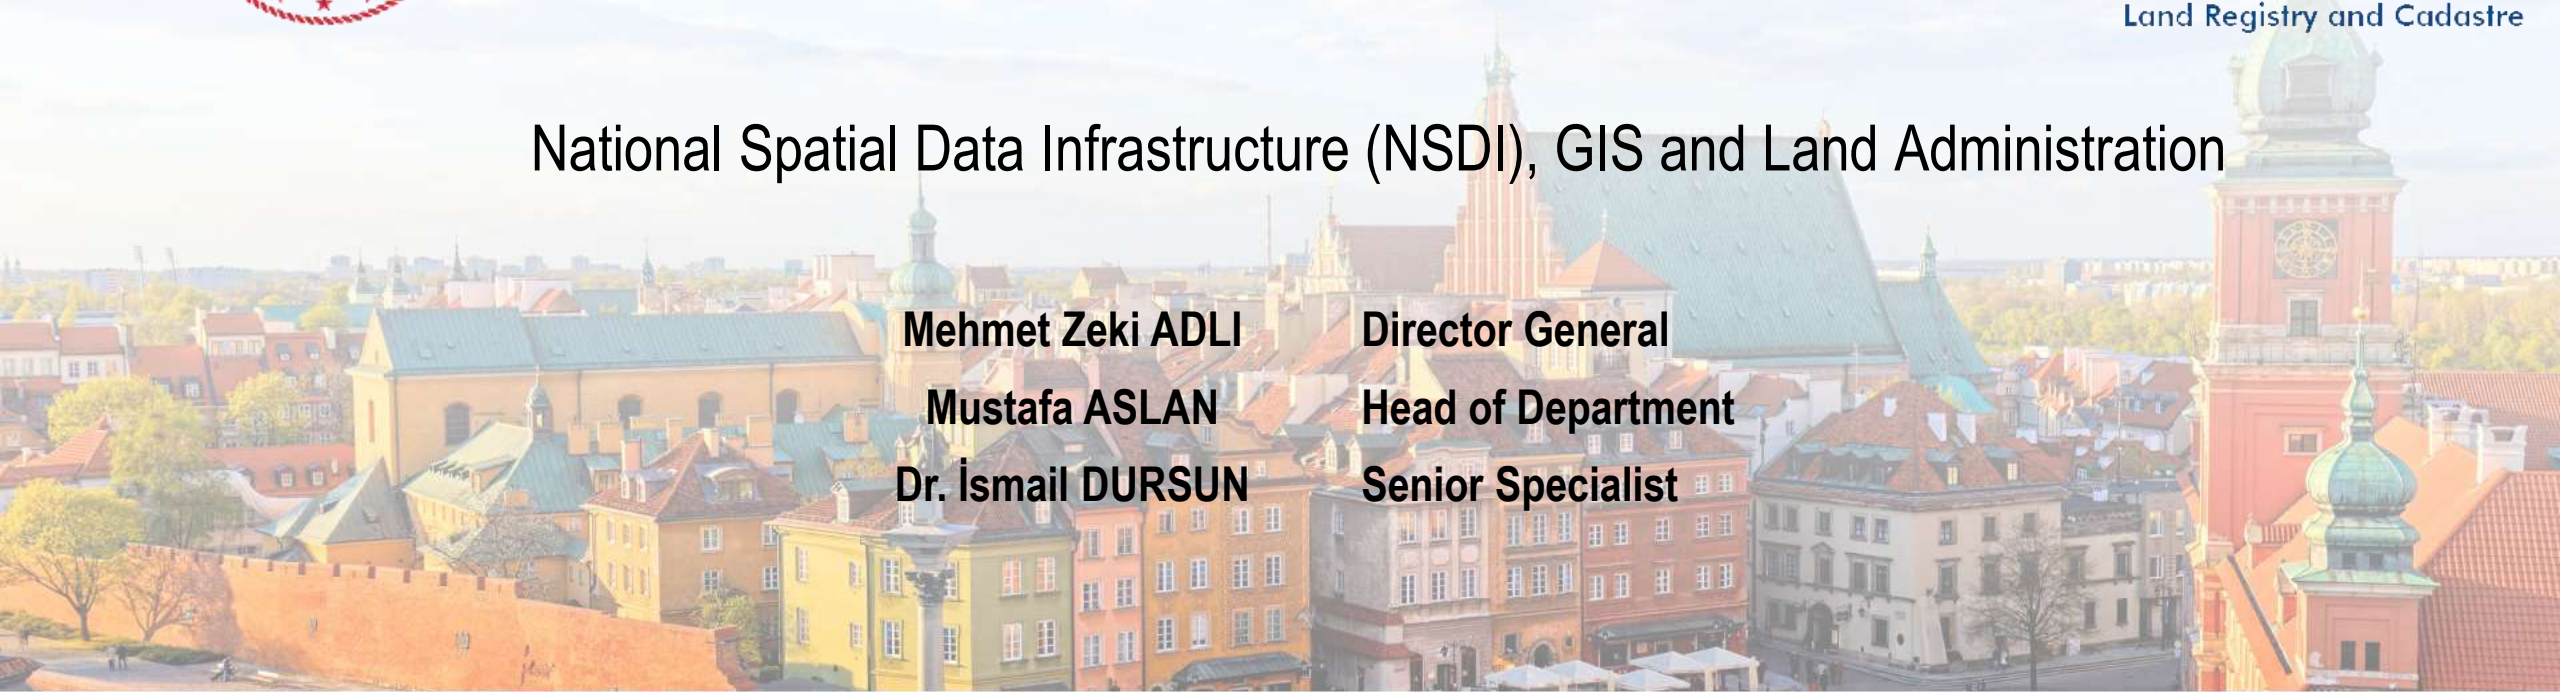 Land Registry and Cadastre
National Spatial Data Infrastructure (NSDI), GIS and Land Administration
Mehmet Zeki ADLI Director General
Mustafa ASLAN Head of Department
Dr. İsmail DURSUN Senior Specialist